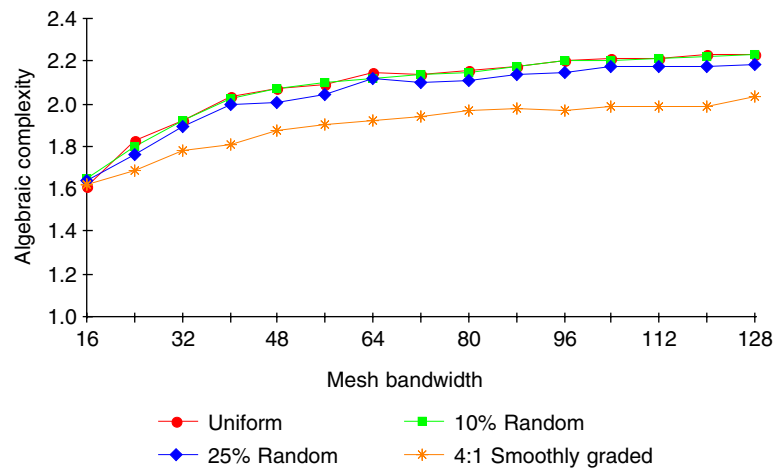 2.4
2.2
2.0
1.8
1.6
1.4
1.2
1.0
Algebraic complexity
16 32 48 64 80 96 112 128
Mesh bandwidth
Uniform 10% Random
25% Random 4:1 Smoothly graded